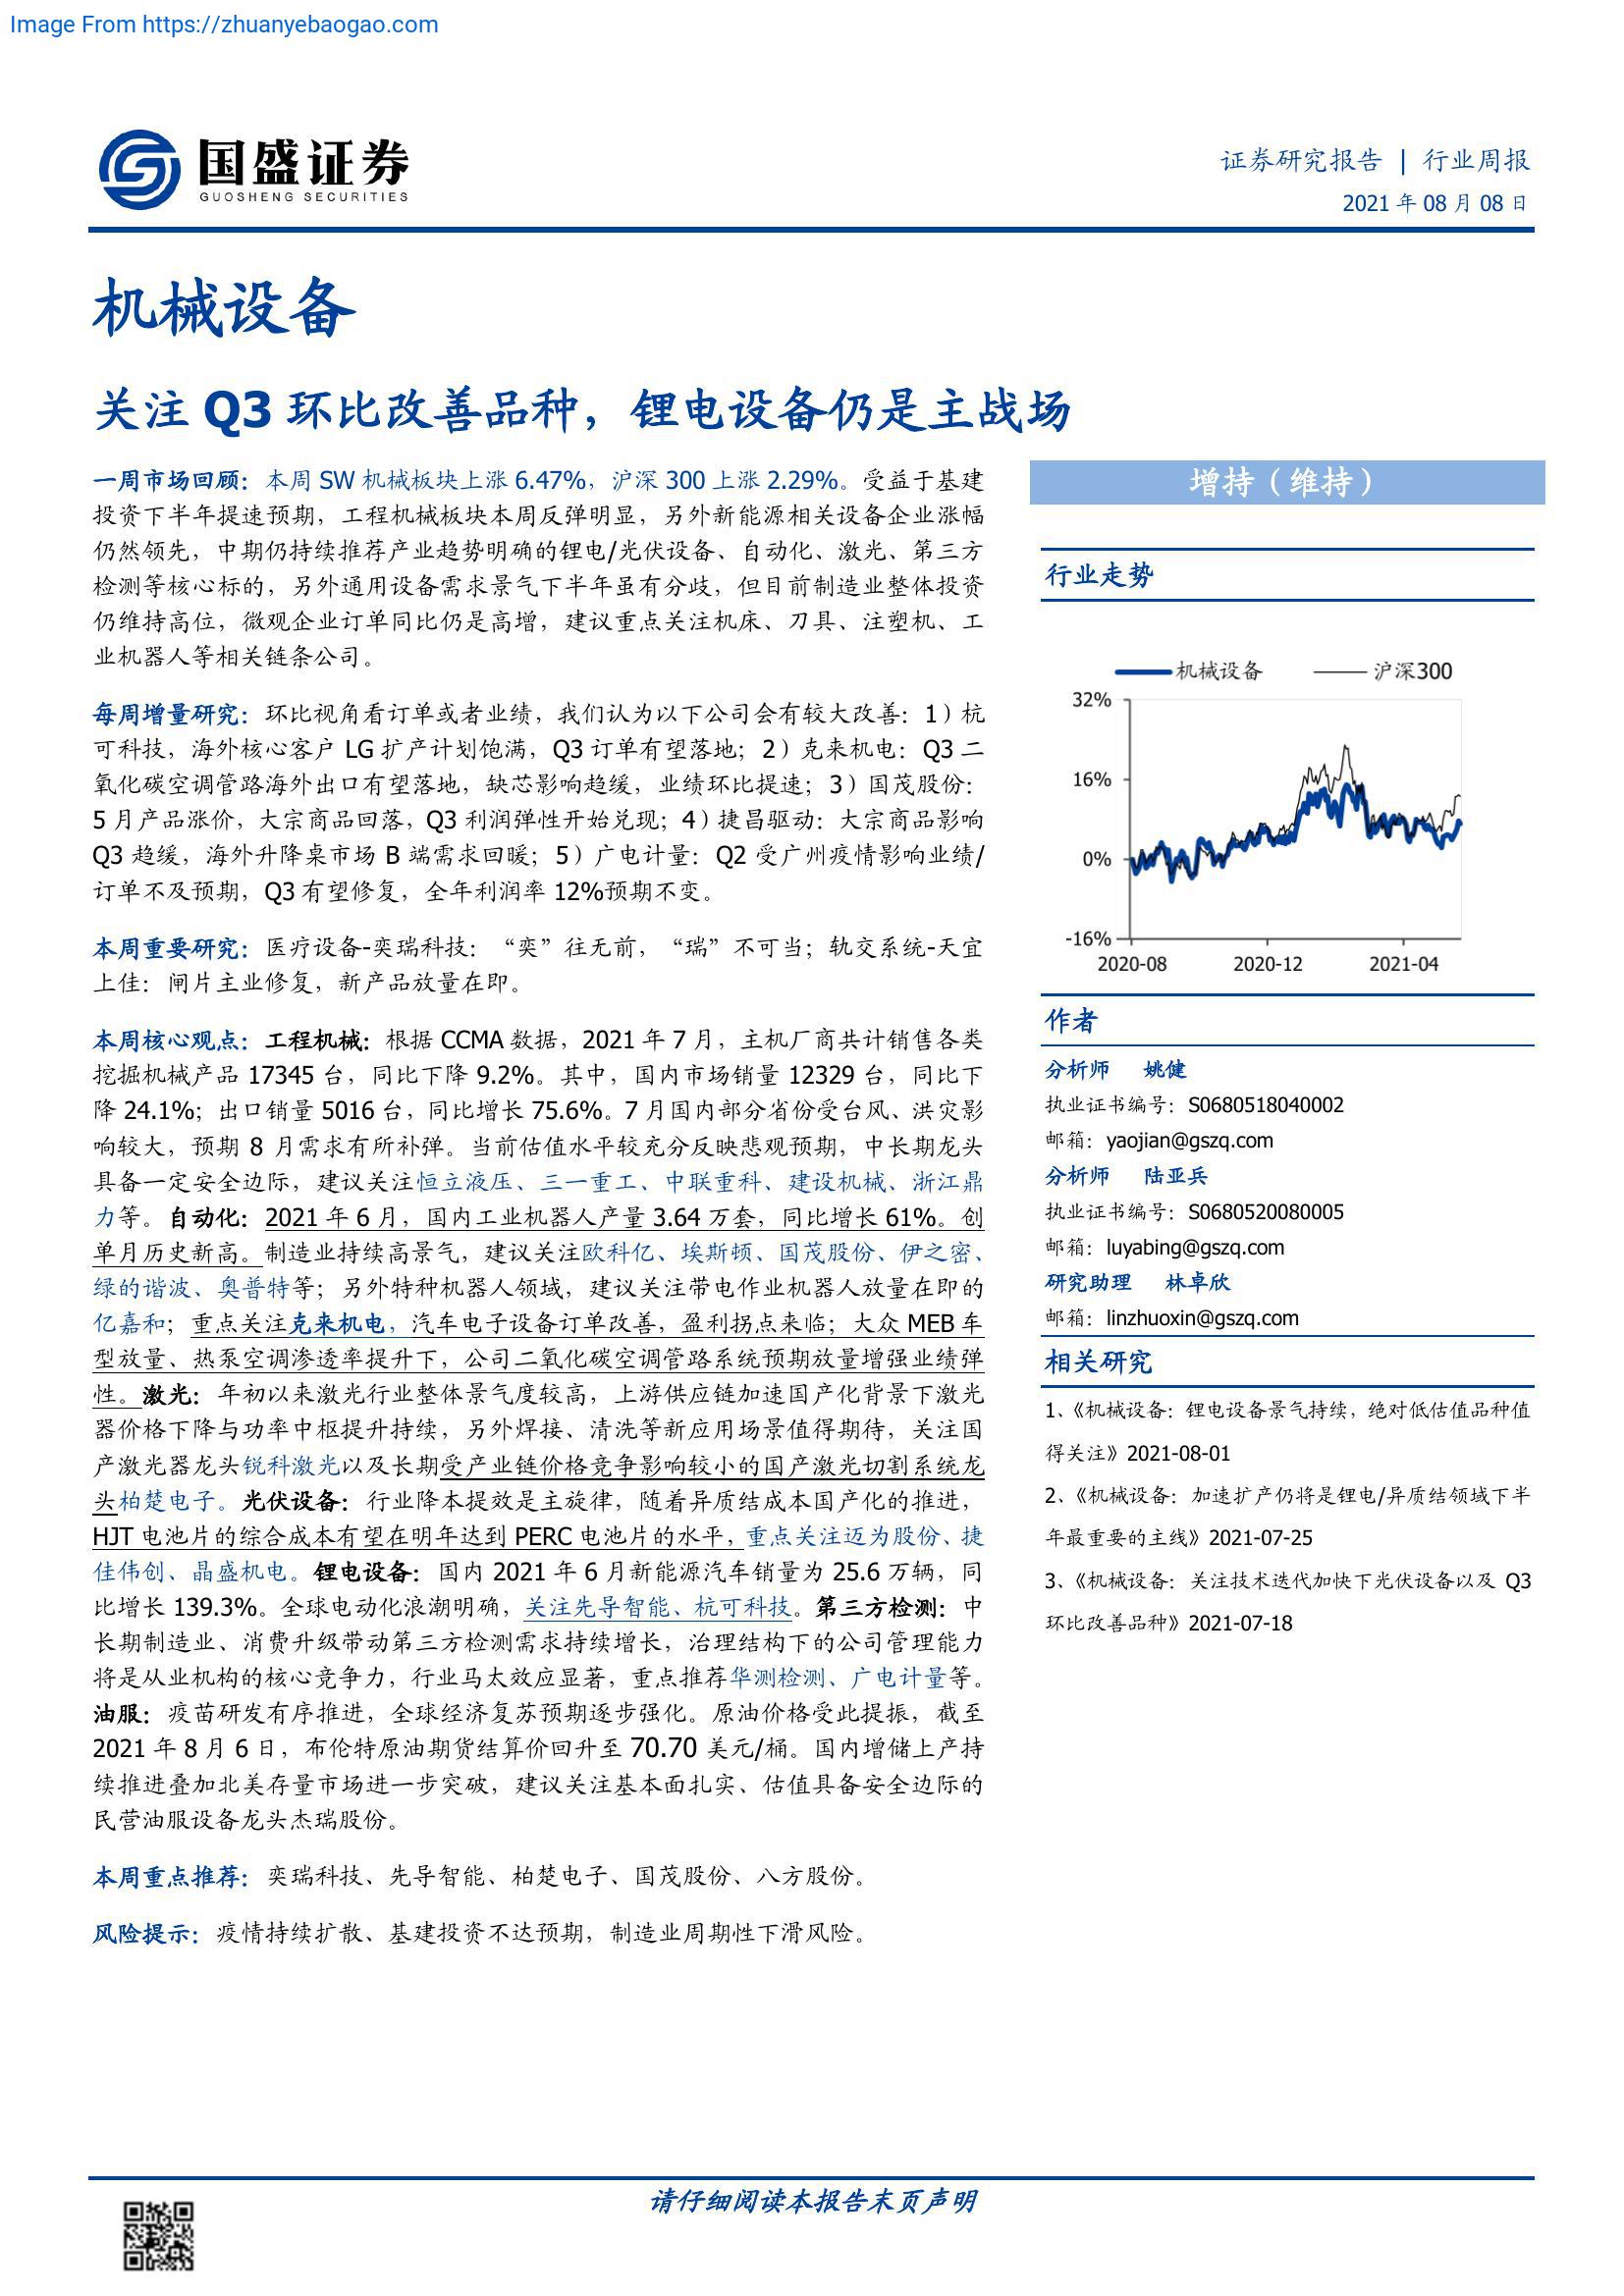 Image From https://zhuanyebaogao.com
国盛证券
GUOSHENG SECURITIES
证券研究报告 | 行业周报
2021 年 08 月 08 日
机械设备
关注 Q3 环比改善品种，锂电设备仍是主战场
一周市场回顾：本周 SW 机械板块上涨 6.47%，沪深 300 上涨 2.29%。受益于基建
投资下半年提速预期，工程机械板块本周反弹明显，另外新能源相关设备企业涨幅
仍然领先，中期仍持续推荐产业趋势明确的锂电/光伏设备、自动化、激光、第三方
检测等核心标的，另外通用设备需求景气下半年虽有分歧，但目前制造业整体投资
仍维持高位，微观企业订单同比仍是高增，建议重点关注机床、刀具、注塑机、工
业机器人等相关链条公司。
每周增量研究：环比视角看订单或者业绩，我们认为以下公司会有较大改善：1）杭
可科技，海外核心客户 LG 扩产计划饱满，Q3 订单有望落地；2）克来机电：Q3 二
氧化碳空调管路海外出口有望落地，缺芯影响趋缓，业绩环比提速；3）国茂股份：
5 月产品涨价，大宗商品回落，Q3 利润弹性开始兑现；4）捷昌驱动：大宗商品影响
Q3 趋缓，海外升降桌市场 B 端需求回暖；5）广电计量：Q2 受广州疫情影响业绩/
订单不及预期，Q3 有望修复，全年利润率 12%预期不变。
本周重要研究：医疗设备-奕瑞科技：“奕”往无前，“瑞”不可当；轨交系统-天宜
上佳：闸片主业修复，新产品放量在即。
本周核心观点：工程机械：根据 CCMA 数据，2021 年 7 月，主机厂商共计销售各类
挖掘机械产品 17345 台，同比下降 9.2%。其中，国内市场销量 12329 台，同比下
降 24.1%；出口销量 5016 台，同比增长 75.6%。7 月国内部分省份受台风、洪灾影
响较大，预期 8 月需求有所补弹。当前估值水平较充分反映悲观预期，中长期龙头
具备一定安全边际，建议关注恒立液压、三一重工、中联重科、建设机械、浙江鼎
力等。自动化：2021 年 6 月，国内工业机器人产量 3.64 万套，同比增长 61%。创
单月历史新高。制造业持续高景气，建议关注欧科亿、埃斯顿、国茂股份、伊之密、
绿的谐波、奥普特等；另外特种机器人领域，建议关注带电作业机器人放量在即的
亿嘉和；重点关注克来机电，汽车电子设备订单改善，盈利拐点来临；大众 MEB 车
型放量、热泵空调渗透率提升下，公司二氧化碳空调管路系统预期放量增强业绩弹
性。激光：年初以来激光行业整体景气度较高，上游供应链加速国产化背景下激光
器价格下降与功率中枢提升持续，另外焊接、清洗等新应用场景值得期待，关注国
产激光器龙头锐科激光以及长期受产业链价格竞争影响较小的国产激光切割系统龙
头柏楚电子。光伏设备：行业降本提效是主旋律，随着异质结成本国产化的推进，
HJT 电池片的综合成本有望在明年达到 PERC 电池片的水平，重点关注迈为股份、捷
佳伟创、晶盛机电。锂电设备：国内 2021 年 6 月新能源汽车销量为 25.6 万辆，同
比增长 139.3%。全球电动化浪潮明确，关注先导智能、杭可科技。第三方检测：中
长期制造业、消费升级带动第三方检测需求持续增长，治理结构下的公司管理能力
将是从业机构的核心竞争力，行业马太效应显著，重点推荐华测检测、广电计量等。
油服：疫苗研发有序推进，全球经济复苏预期逐步强化。原油价格受此提振，截至
2021 年 8 月 6 日，布伦特原油期货结算价回升至 70.70 美元/桶。国内增储上产持
续推进叠加北美存量市场进一步突破，建议关注基本面扎实、估值具备安全边际的
民营油服设备龙头杰瑞股份。
本周重点推荐：奕瑞科技、先导智能、柏楚电子、国茂股份、八方股份。
风险提示：疫情持续扩散、基建投资不达预期，制造业周期性下滑风险。
增持（维持）
行业走势
机械设备 沪深300
32%
16%
0%
-16%
2020-08 2020-12 2021-04
作者
分析师 姚健
执业证书编号：S0680518040002
邮箱：yaojian@gszq.com
分析师 陆亚兵
执业证书编号：S0680520080005
邮箱：luyabing@gszq.com
研究助理 林卓欣
邮箱：linzhuoxin@gszq.com
相关研究
1、《机械设备：锂电设备景气持续，绝对低估值品种值
得关注》2021-08-01
2、《机械设备：加速扩产仍将是锂电/异质结领域下半
年最重要的主线》2021-07-25
3、《机械设备：关注技术迭代加快下光伏设备以及 Q3
环比改善品种》2021-07-18
请仔细阅读本报告末页声明